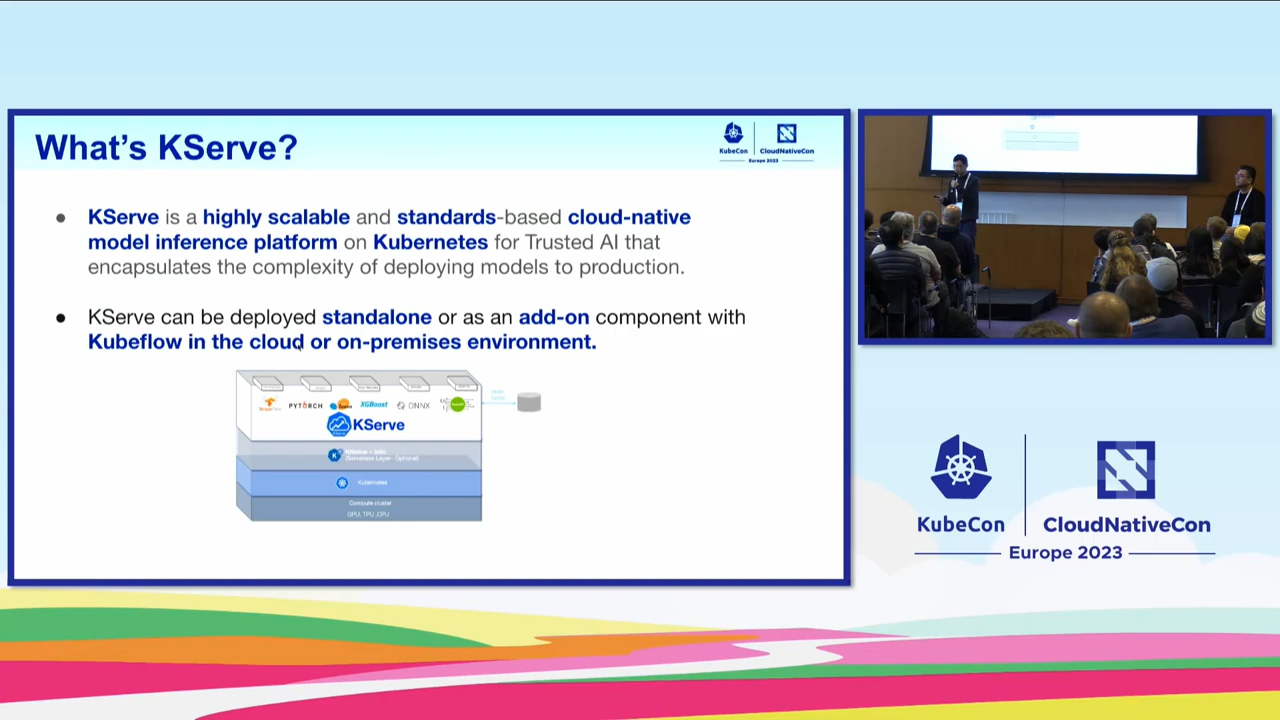 What's KServe?
KubeCon
CloudNativeCon
Europe 2023
● KServe is a highly scalable and standards-based cloud-native
model inference platform on Kubernetes for Trusted AI that
encapsulates the complexity of deploying models to production.
● KServe can be deployed standalone or as an add-on component with
Kubeflow in the cloud or on-premises environment.
PYTORCH
XGBoost
ONNX
KServe
(Serverless Layer- Optional)
Kubernetes
Compute cluster
GPU, TPU ,CPU
KubeCon
CloudNativeCon
Europe 2023